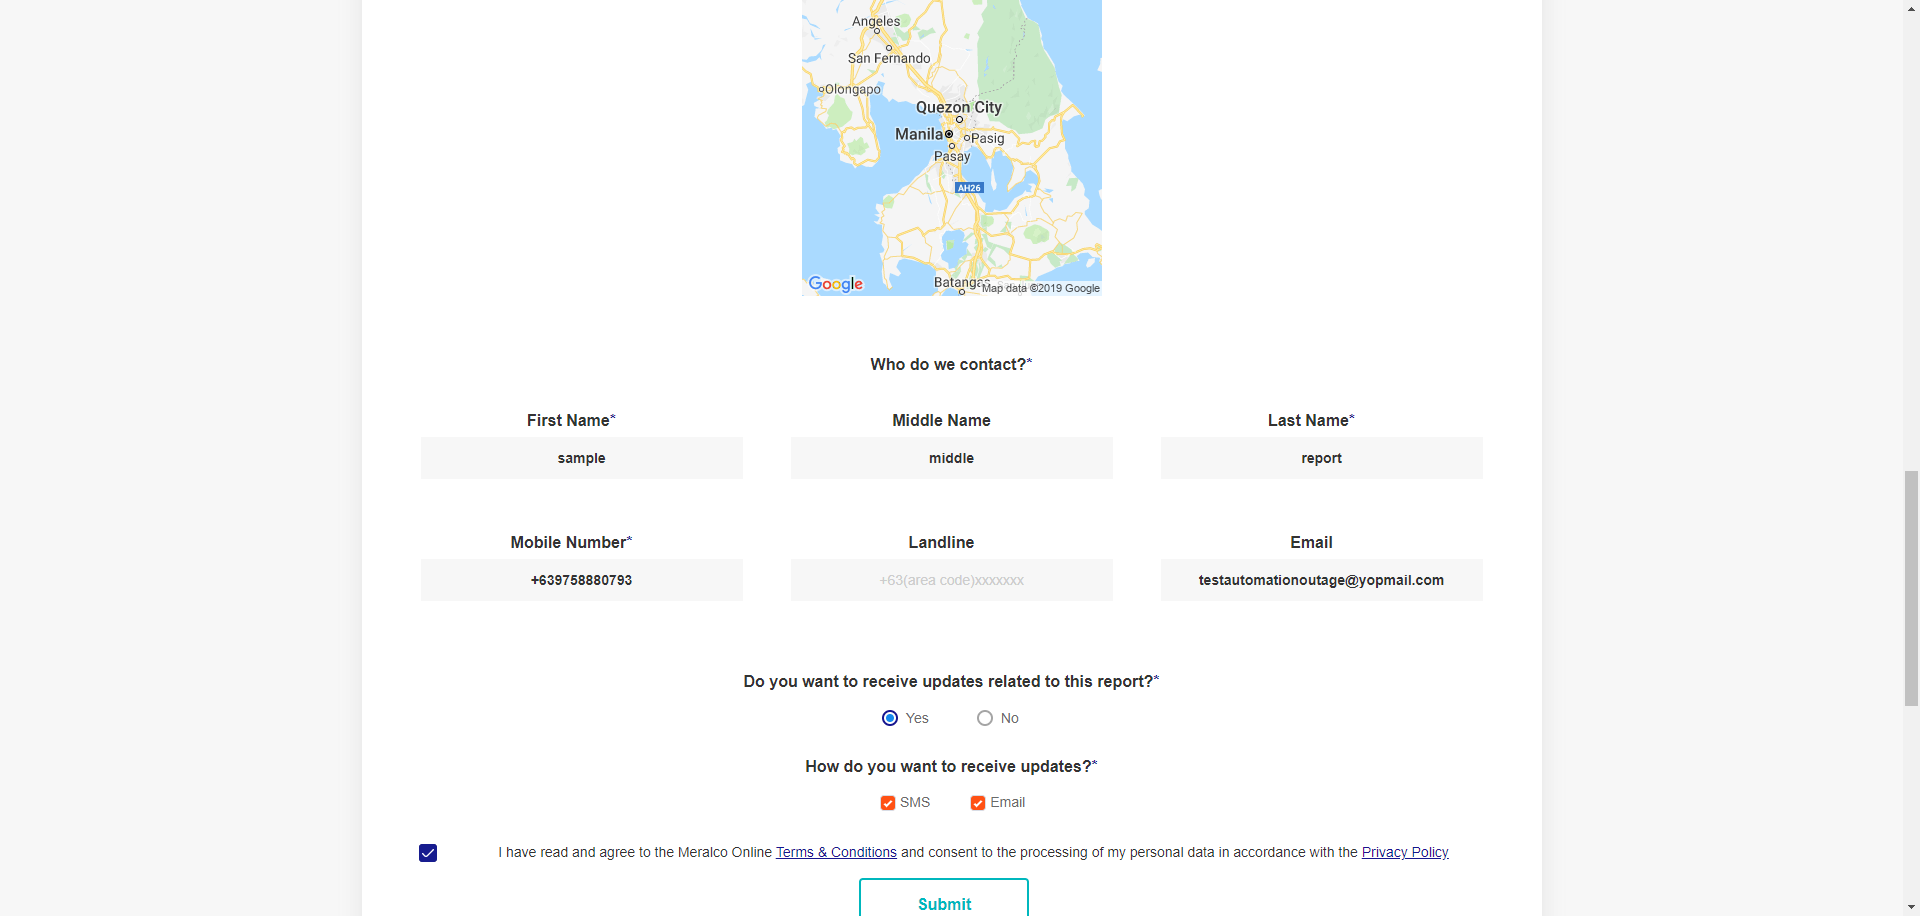 Angeles
San Fernando
Olongapo
Quezon City
Manila
Pasig
Pasay
AH26
Batangas
Google
Map data ©2019 Google
Who do we contact?*
First Name*
Middle Name
Last Name*
sample
middle
report
Mobile Number*
Landline
Email
+639758880793
+63(area code)xxxxxxx
testautomationoutage@yopmail.com
Do you want to receive updates related to this report?*
Yes
No
How do you want to receive updates?*
SMS
Email
I have read and agree to the Meralco Online Terms & Conditions and consent to the processing of my personal data in accordance with the Privacy Policy
Submit